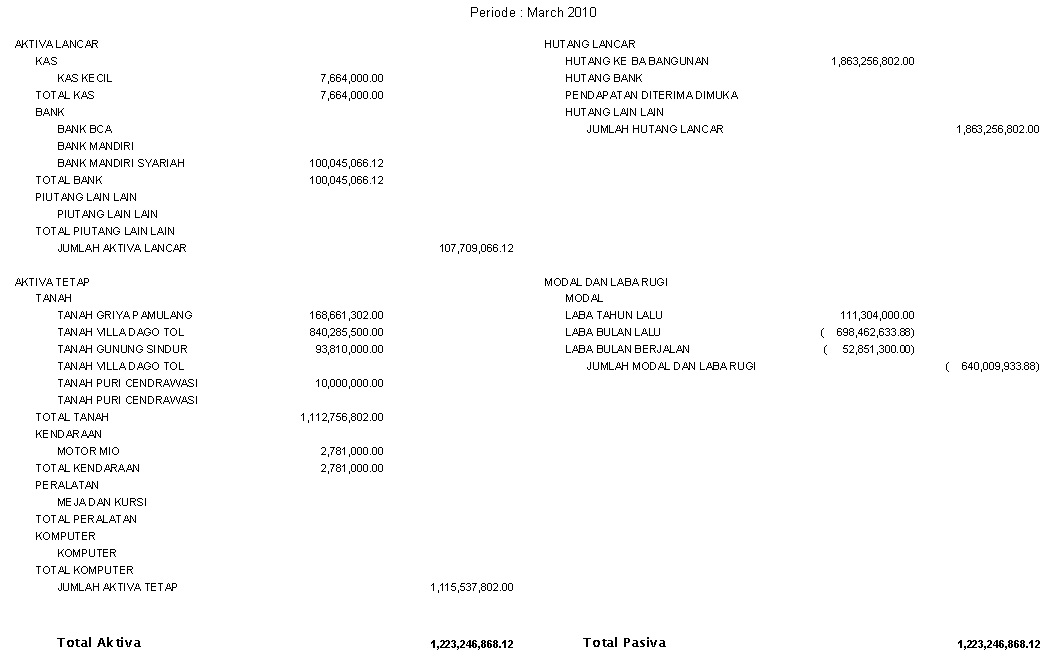 Periode : March 2010
AKTIVA LANCAR
KAS
KAS KECIL 7,664,000.00
TOTAL KAS 7,664,000.00
BANK
BANK BCA
BANK MANDIRI
BANK MANDIRI SYARIAH 100,045,066.12
TOTAL BANK 100,045,066.12
PIUTANG LAIN LAIN
PIUTANG LAIN LAIN
TOTAL PIUTANG LAIN LAIN
JUMLAH AKTIVA LANCAR 107,709,066.12
HUTANG LANCAR
HUTANG KE BA BANGUNAN 1,863,256,802.00
HUTANG BANK
PENDAPATAN DITERIMA DIMUKA
HUTANG LAIN LAIN
JUMLAH HUTANG LANCAR 1,863,256,802.00
AKTIVA TETAP
TANAH
TANAH GRIYA PAMULANG 168,661,302.00
TANAH VILLA DAGO TOL 840,285,500.00
TANAH GUNUNG SINDUR 93,810,000.00
TANAH VILLA DAGO TOL
TANAH PURI CENDRAWASI 10,000,000.00
TANAH PURI CENDRAWASI
TOTAL TANAH 1,112,756,802.00
KENDARAAN
MOTOR MIO 2,781,000.00
TOTAL KENDARAAN 2,781,000.00
PERALATAN
MEJA DAN KURSI
TOTAL PERALATAN
KOMPUTER
KOMPUTER
TOTAL KOMPUTER
JUMLAH AKTIVA TETAP 1,115,537,802.00
MODAL DAN LABA RUGI
MODAL
LABA TAHUN LALU 111,304,000.00
LABA BULAN LALU ( 698,462,633.88)
LABA BULAN BERJALAN ( 52,851,300.00)
JUMLAH MODAL DAN LABA RUGI ( 640,009,933.88)
Total Aktiva 1,223,246,868.12
Total Pasiva 1,223,246,868.12